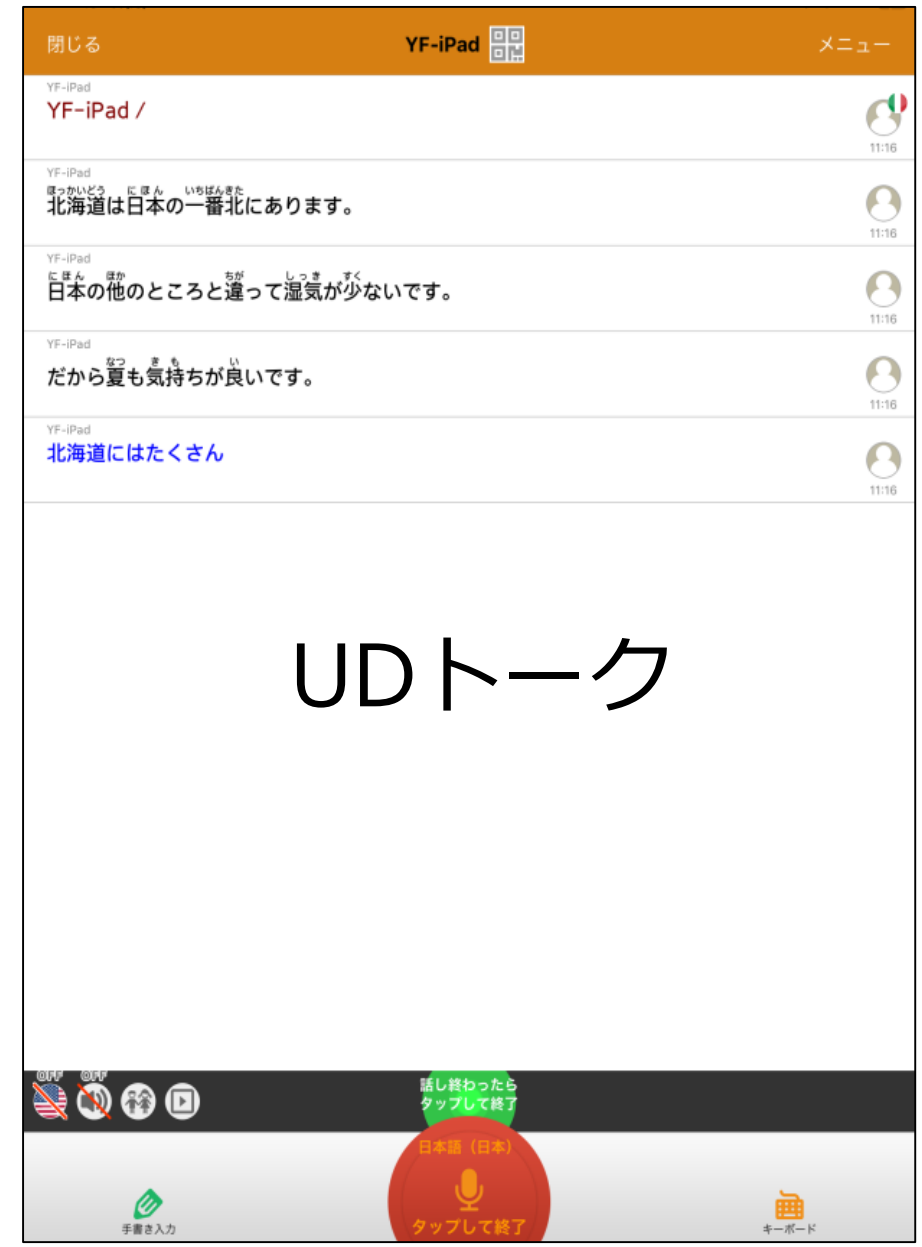 閉じる
YF-iPad
メニュー
YF-iPad
YF-iPad /
11:16
YF-iPad
ほっかいどう にほん いちばんきた
北海道は日本の一番北にあります。
11:16
YF-iPad
にほん ほか ちが しっき すく
日本の他のところと違って湿気が少ないです。
11:16
YF-iPad
なつ きも い
だから夏も気持ちが良いです。
11:16
YF-iPad
北海道にはたくさん
11:16
UDトーク
OFF OFF
話し終わったら
タップして終了
日本語（日本）
タップして終了
手書き入力
キーボード